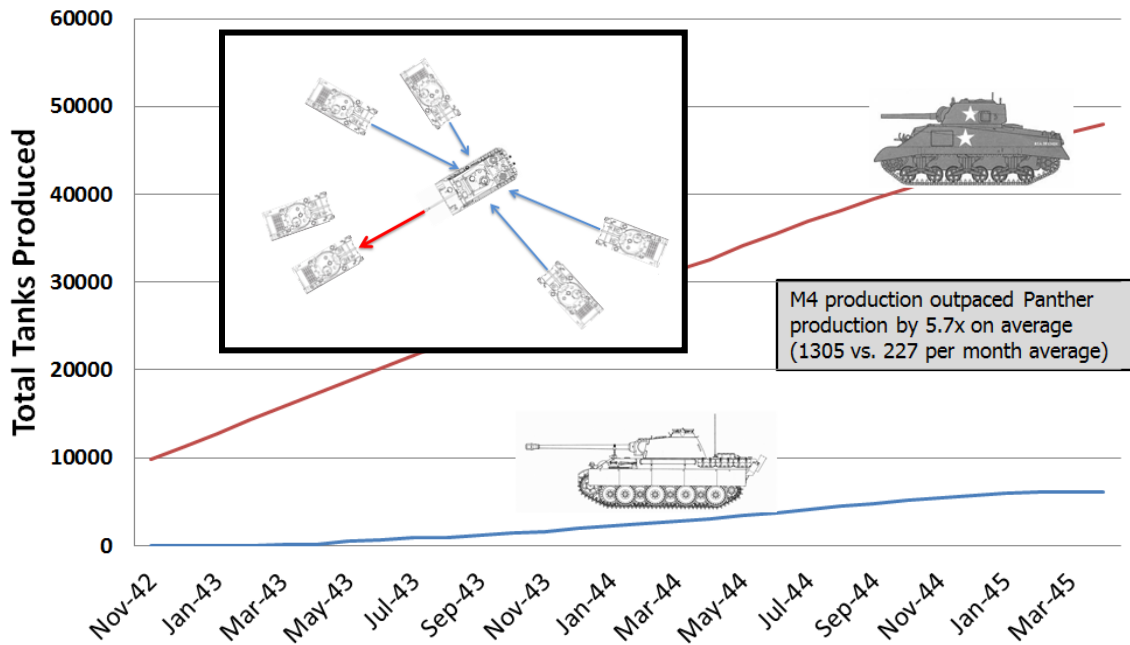 60000
50000
40000
30000
20000
10000
0
Total Tanks Produced
M4 production outpaced Panther
production by 5.7x on average
(1305 vs. 227 per month average)
Nov-42
Jan-43
Mar-43
May-43
Jul-43
Sep-43
Nov-43
Jan-44
Mar-44
May-44
Jul-44
Sep-44
Nov-44
Jan-45
Mar-45